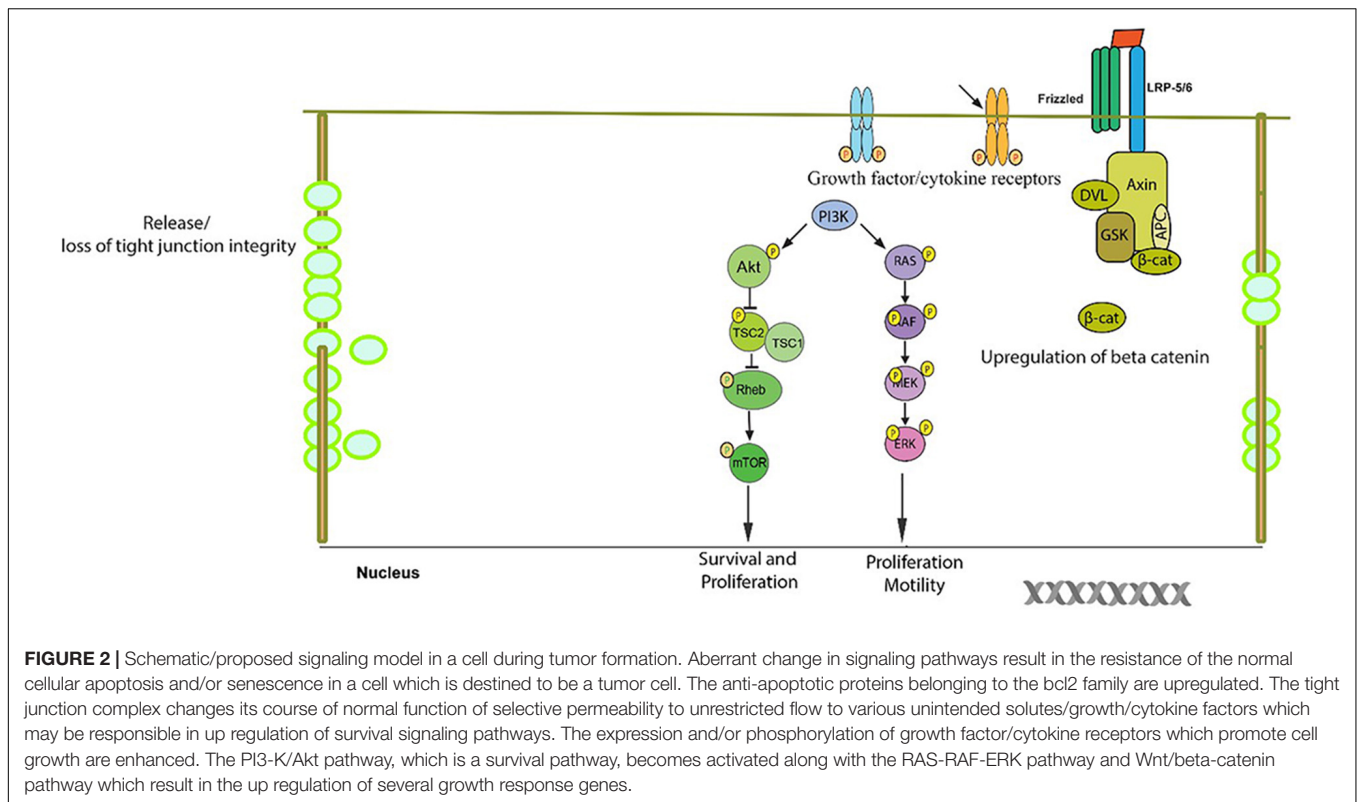 Frizzled
LRP-5/6
P P
P P
Growth factor/cytokine receptors
Axin
DVL
GSK
APC
β-cat
β-cat
Upregulation of beta catenin
Release/
loss of tight junction integrity
PI3K
P
Akt
P
TSC2
TSC1
P
Rheb
P
mTOR
RAS
P
P
P
P
P
MEK
P
P
ERK
Survival and
Proliferation
Proliferation
Motility
Nucleus
FIGURE 2 | Schematic/proposed signaling model in a cell during tumor formation. Aberrant change in signaling pathways result in the resistance of the normal
cellular apoptosis and/or senescence in a cell which is destined to be a tumor cell. The anti-apoptotic proteins belonging to the bcl2 family are upregulated. The tight
junction complex changes its course of normal function of selective permeability to unrestricted flow to various unintended solutes/growth/cytokine factors which
may be responsible in up regulation of survival signaling pathways. The expression and/or phosphorylation of growth factor/cytokine receptors which promote cell
growth are enhanced. The PI3-K/Akt pathway, which is a survival pathway, becomes activated along with the RAS-RAF-ERK pathway and Wnt/beta-catenin
pathway which result in the up regulation of several growth response genes.